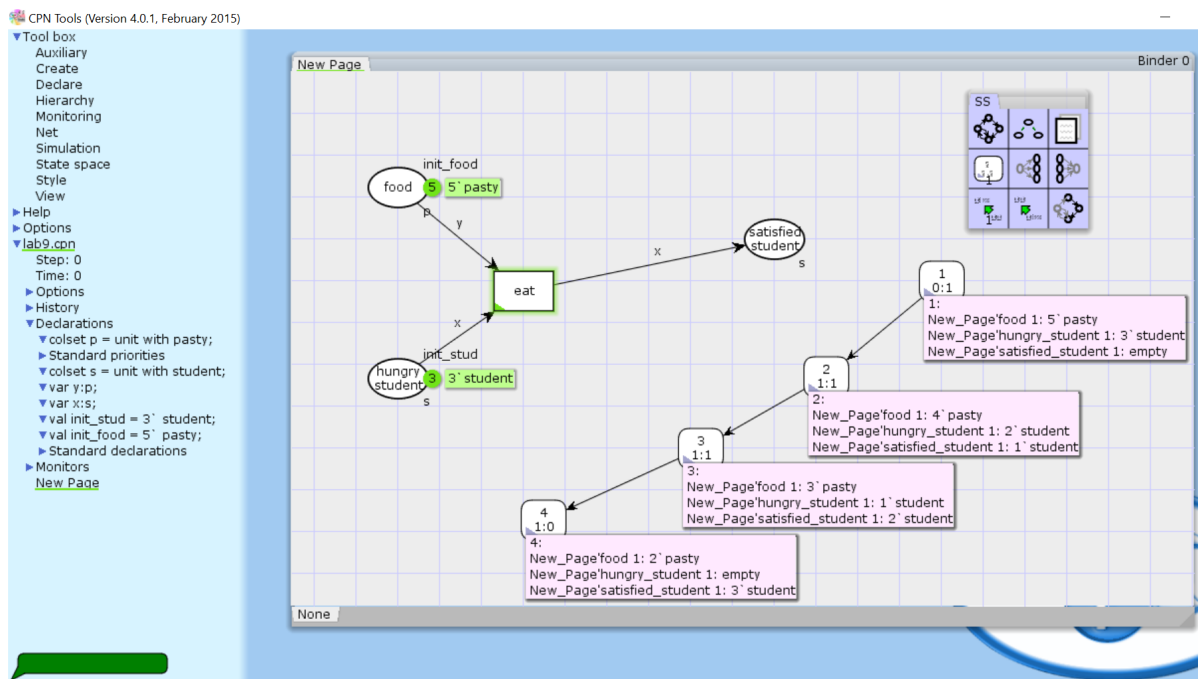 CPN Tools (Version 4.0.1, February 2015)
Tool box
Auxiliary
Create
Declare
Hierarchy
Monitoring
Net
Simulation
State space
Style
View
Help
Options
lab9.cpn
Step: 0
Time: 0
Options
History
Declarations
colset p = unit with pasty;
Standard priorities
colset s = unit with student;
var y:p;
var x:s;
val init_stud = 3` student;
val init_food = 5` pasty;
Standard declarations
Monitors
New Page
New Page
Binder 0
SS
1
1
init_food
food
5
5`pasty
p
y
eat
x
satisfied
student
s
x
init_stud
hungry
student
3
3`student
s
1
0:1
1:
New_Page'food 1: 5`pasty
New_Page'hungry_student 1: 3`student
New_Page'satisfied_student 1: empty
2
1:1
2:
New_Page'food 1: 4`pasty
New_Page'hungry_student 1: 2`student
New_Page'satisfied_student 1: 1`student
3
1:1
3:
New_Page'food 1: 3`pasty
New_Page'hungry_student 1: 1`student
New_Page'satisfied_student 1: 2`student
4
1:0
4:
New_Page'food 1: 2`pasty
New_Page'hungry_student 1: empty
New_Page'satisfied_student 1: 3`student
None